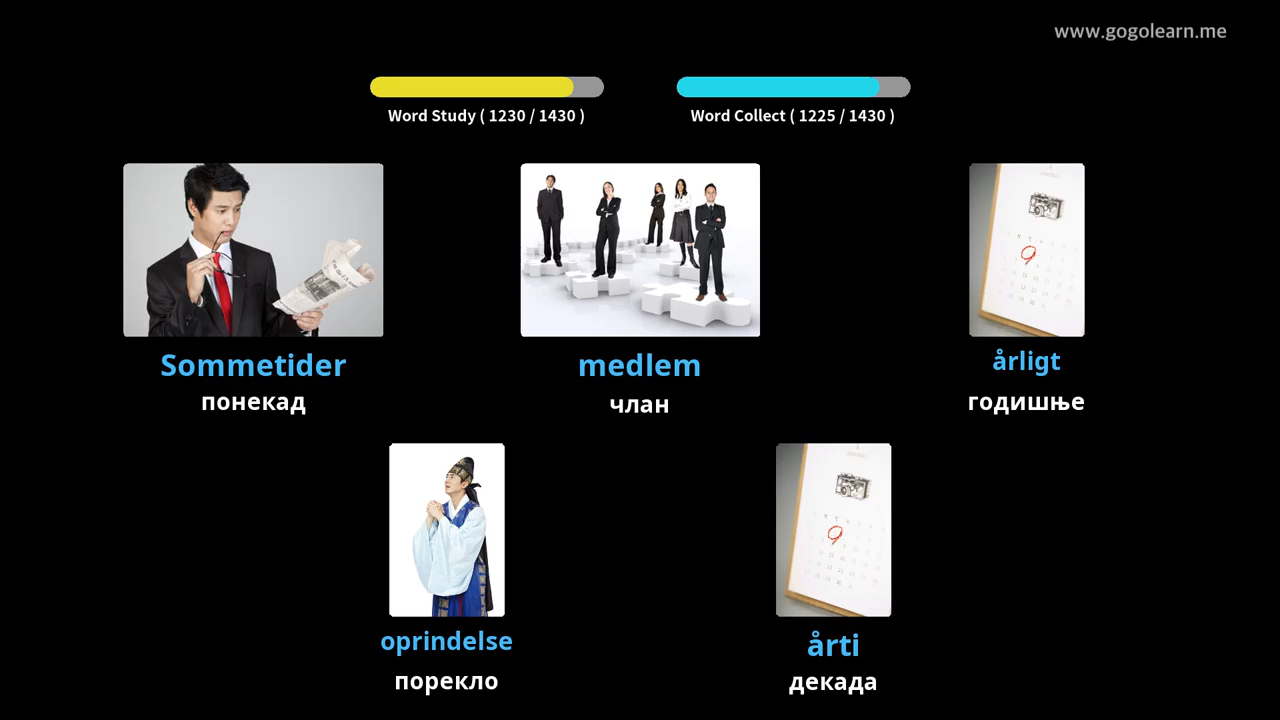 www.gogolearn.me
Word Study ( 1230 / 1430 )
Word Collect ( 1225 / 1430 )
Sommetider
понекад
medlem
члан
årligt
годишње
oprindelse
порекло
årti
декада